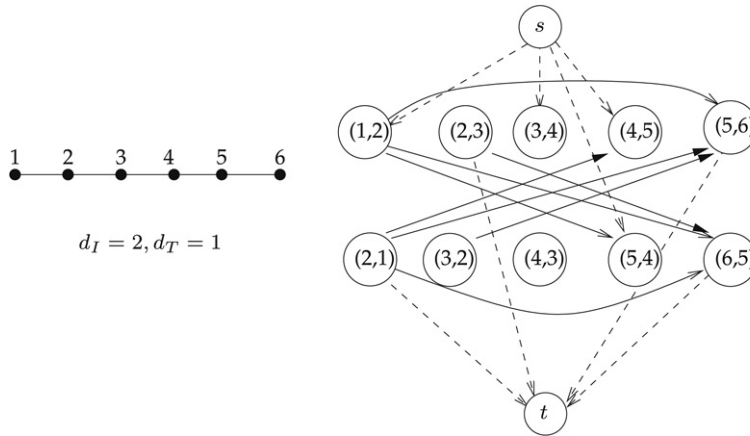 s
(1,2) (2,3) (3,4) (4,5) (5,6)
1 2 3 4 5 6
d_I = 2, d_T = 1
(2,1) (3,2) (4,3) (5,4) (6,5)
t